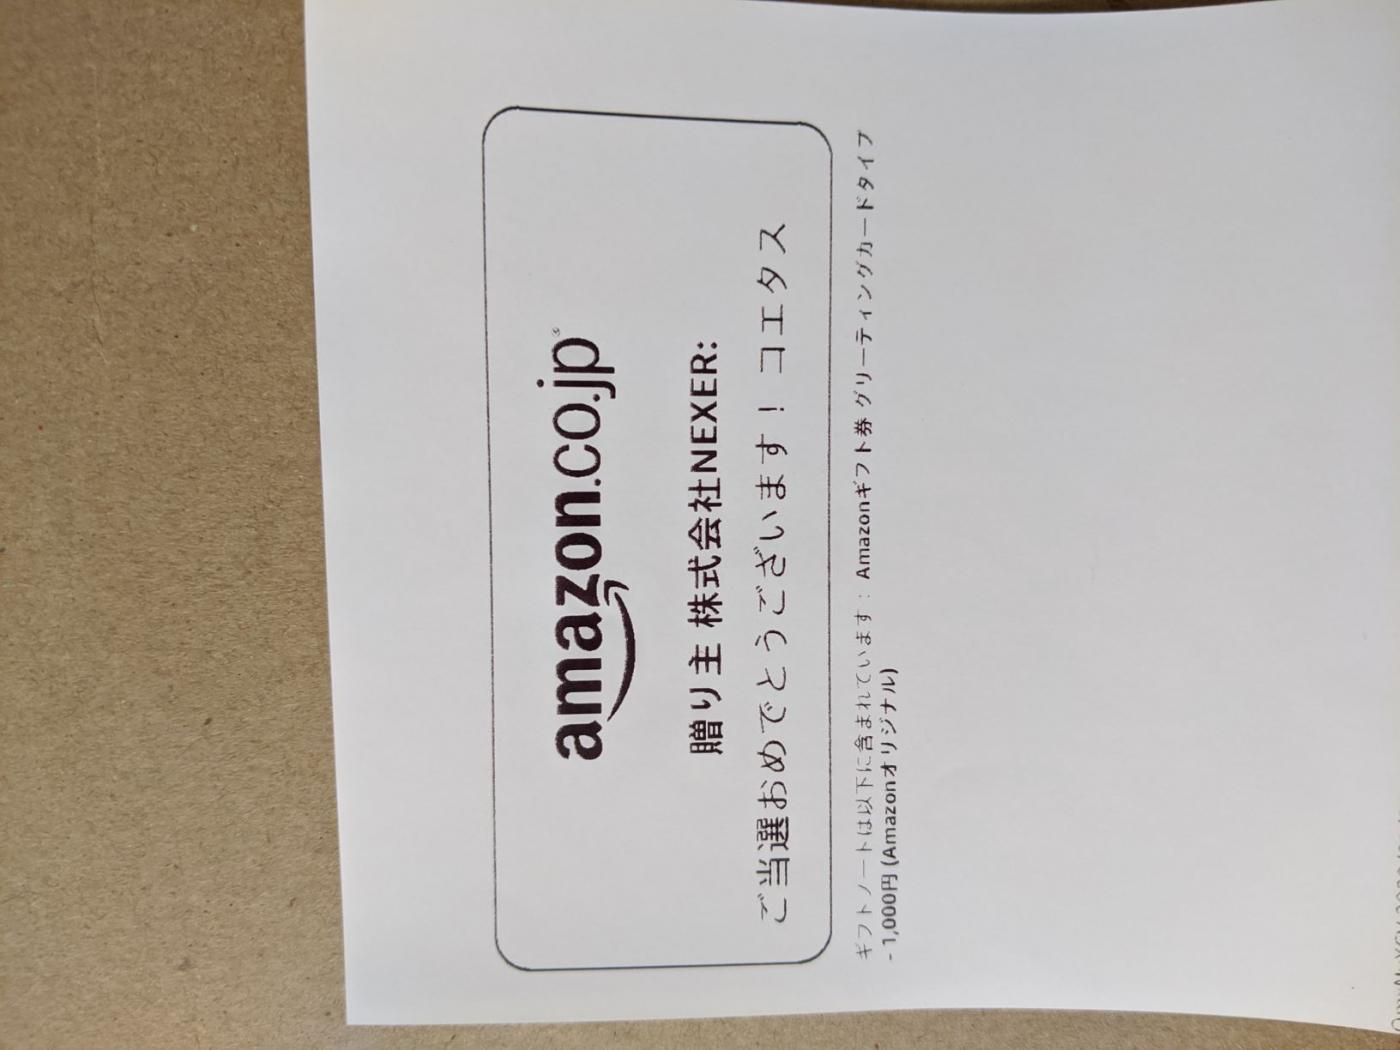 amazon.co.jp
贈り主 株式会社NEXER:
ご当選おめでとうございます！ コエタス
ギフトノートは以下に含まれています： Amazonギフト券 グリーティングカードタイプ
- 1,000円 (Amazonオリジナル)